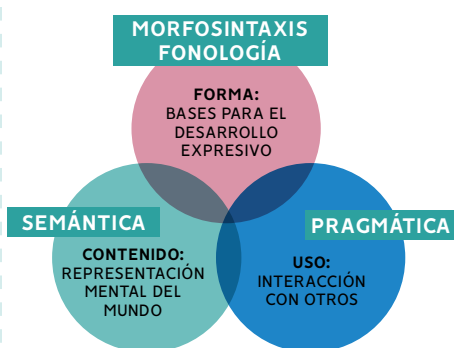 MORFOSINTAXIS
FONOLOGÍA
FORMA:
BASES PARA EL
DESARROLLO
EXPRESIVO
SEMÁNTICA
CONTENIDO:
REPRESENTACIÓN
MENTAL DEL
MUNDO
PRAGMÁTICA
USO:
INTERACCIÓN
CON OTROS